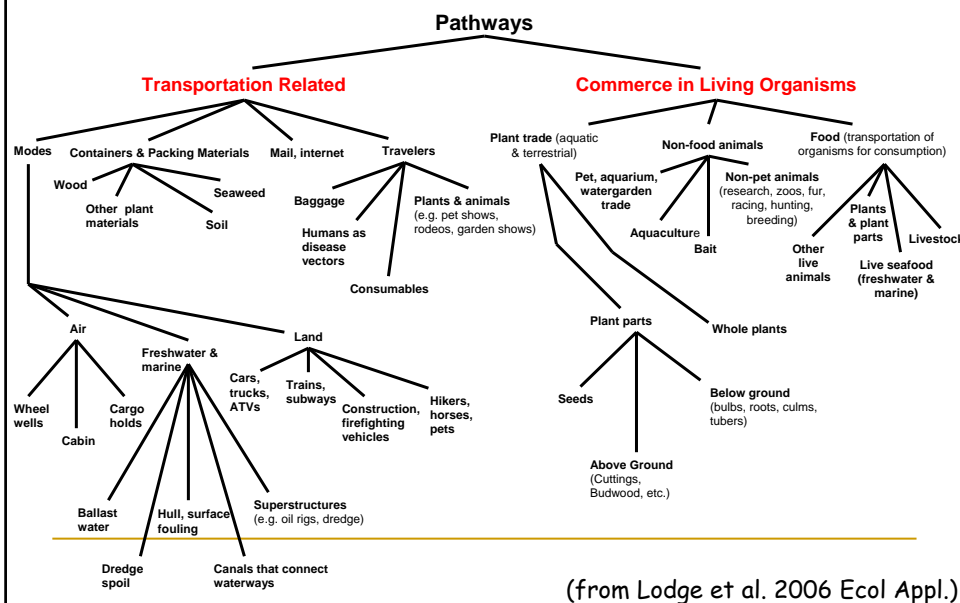 Pathways
Transportation Related
Commerce in Living Organisms
Modes
Containers & Packing Materials
Mail, internet
Travelers
Plant trade (aquatic
& terrestrial)
Non-food animals
Food (transportation of
organisms for consumption)
Wood
Other plant
materials
Soil
Seaweed
Baggage
Humans as
disease
vectors
Consumables
Plants & animals
(e.g. pet shows,
rodeos, garden shows)
Pet, aquarium,
watergarden
trade
Aquaculture
Bait
Non-pet animals
(research, zoos, fur,
racing, hunting,
breeding)
Other
live
animals
Plants
& plant
parts
Live seafood
(freshwater &
marine)
Livestock
Air
Freshwater &
marine
Land
Plant parts
Whole plants
Wheel
wells
Cabin
Cargo
holds
Cars,
trucks,
ATVs
Trains,
subways
Construction,
firefighting
vehicles
Hikers,
horses,
pets
Seeds
Above Ground
(Cuttings,
Budwood, etc.)
Below ground
(bulbs, roots, culms,
tubers)
Ballast
water
Dredge
spoil
Hull, surface
fouling
Canals that connect
waterways
Superstructures
(e.g. oil rigs, dredge)
(from Lodge et al. 2006 Ecol Appl.)